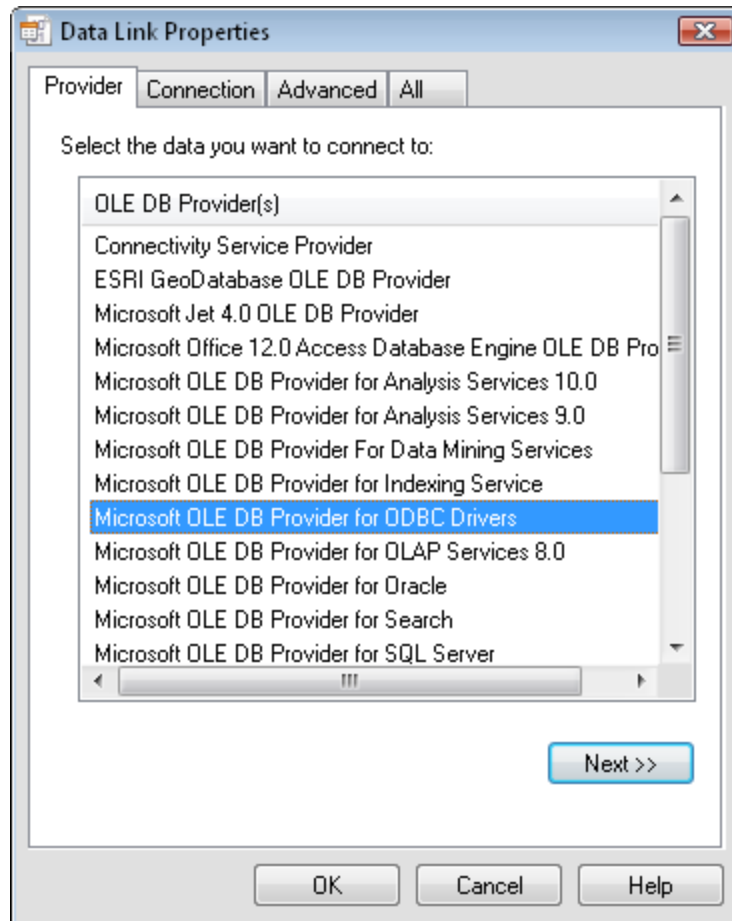 Data Link Properties
Provider Connection Advanced All
Select the data you want to connect to:
OLE DB Provider(s)
Connectivity Service Provider
ESRI GeoDatabase OLE DB Provider
Microsoft Jet 4.0 OLE DB Provider
Microsoft Office 12.0 Access Database Engine OLE DB Pro
Microsoft OLE DB Provider for Analysis Services 10.0
Microsoft OLE DB Provider for Analysis Services 9.0
Microsoft OLE DB Provider For Data Mining Services
Microsoft OLE DB Provider for Indexing Service
Microsoft OLE DB Provider for ODBC Drivers
Microsoft OLE DB Provider for OLAP Services 8.0
Microsoft OLE DB Provider for Oracle
Microsoft OLE DB Provider for Search
Microsoft OLE DB Provider for SQL Server
Next >>
OK Cancel Help